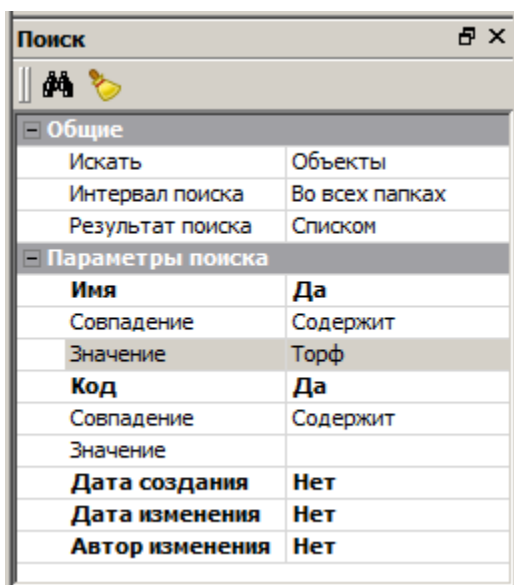 Поиск
Общие
Искать Объекты
Интервал поиска Во всех папках
Результат поиска Списком
Параметры поиска
Имя Да
Совпадение Содержит
Значение Торф
Код Да
Совпадение Содержит
Значение
Дата создания Нет
Дата изменения Нет
Автор изменения Нет